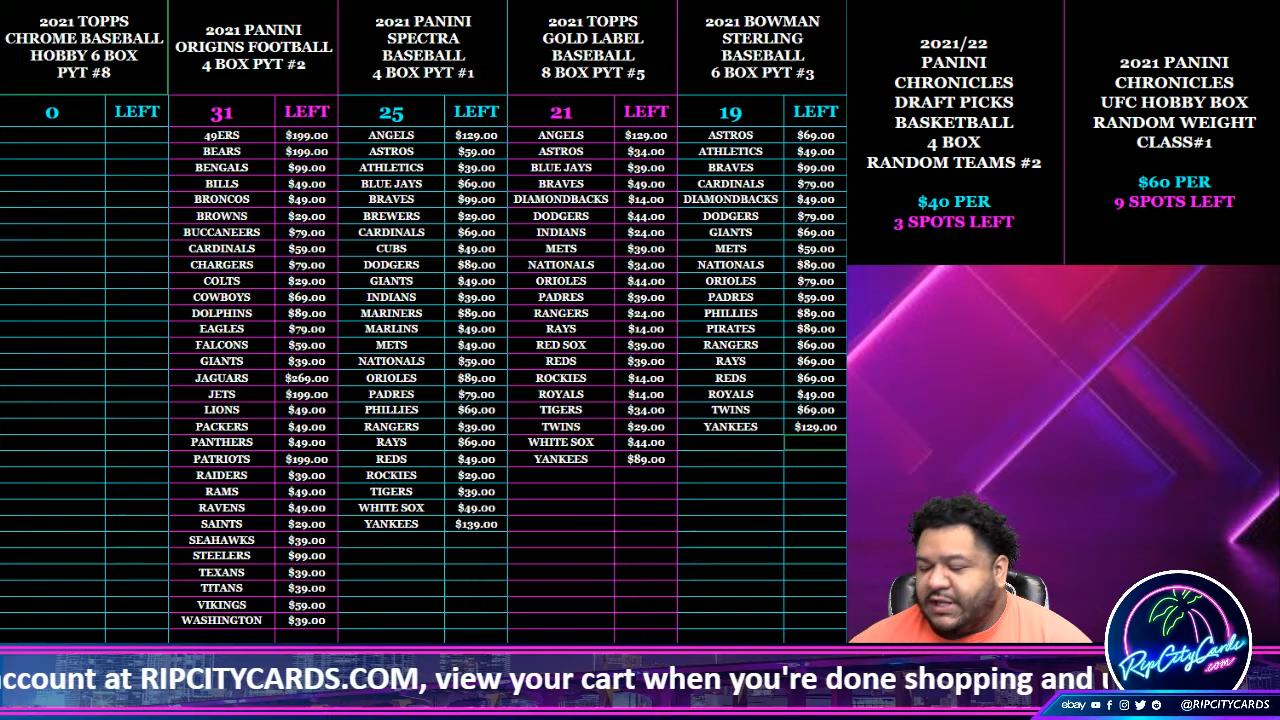 2021 TOPPS
CHROME BASEBALL
HOBBY 6 BOX
PYT #8
0 LEFT
2021 PANINI
ORIGINS FOOTBALL
4 BOX PYT #2
31 LEFT
49ERS $199.00
BEARS $199.00
BENGALS $99.00
BILLS $49.00
BRONCOS $49.00
BROWNS $29.00
BUCCANEERS $79.00
CARDINALS $59.00
CHARGERS $79.00
COLTS $29.00
COWBOYS $69.00
DOLPHINS $89.00
EAGLES $79.00
FALCONS $59.00
GIANTS $39.00
JAGUARS $269.00
JETS $199.00
LIONS $49.00
PACKERS $49.00
PANTHERS $49.00
PATRIOTS $199.00
RAIDERS $39.00
RAMS $49.00
RAVENS $49.00
SAINTS $29.00
SEAHAWKS $39.00
STEELERS $99.00
TEXANS $39.00
TITANS $39.00
VIKINGS $59.00
WASHINGTON $39.00
2021 PANINI
SPECTRA
BASEBALL
4 BOX PYT #1
25 LEFT
ANGELS $129.00
ASTROS $59.00
ATHLETICS $39.00
BLUE JAYS $69.00
BRAVES $99.00
BREWERS $29.00
CARDINALS $69.00
CUBS $49.00
DODGERS $89.00
GIANTS $49.00
INDIANS $39.00
MARINERS $89.00
MARLINS $49.00
METS $49.00
NATIONALS $59.00
ORIOLES $89.00
PADRES $79.00
PHILLIES $69.00
RANGERS $39.00
RAYS $69.00
REDS $49.00
ROCKIES $29.00
TIGERS $39.00
WHITE SOX $49.00
YANKEES $139.00
2021 TOPPS
GOLD LABEL
BASEBALL
8 BOX PYT #5
21 LEFT
ANGELS $129.00
ASTROS $34.00
BLUE JAYS $39.00
BRAVES $49.00
DIAMONDBACKS $14.00
DODGERS $44.00
INDIANS $24.00
METS $39.00
NATIONALS $34.00
ORIOLES $44.00
PADRES $39.00
RANGERS $24.00
RAYS $14.00
RED SOX $39.00
REDS $39.00
ROCKIES $14.00
ROYALS $14.00
TIGERS $34.00
TWINS $29.00
WHITE SOX $44.00
YANKEES $89.00
2021 BOWMAN
STERLING
BASEBALL
6 BOX PYT #3
19 LEFT
ASTROS $69.00
ATHLETICS $49.00
BRAVES $99.00
CARDINALS $79.00
DIAMONDBACKS $49.00
DODGERS $79.00
GIANTS $69.00
METS $59.00
NATIONALS $89.00
ORIOLES $79.00
PADRES $59.00
PHILLIES $89.00
PIRATES $89.00
RANGERS $69.00
RAYS $69.00
REDS $69.00
ROYALS $49.00
TWINS $69.00
YANKEES $129.00
2021/22
PANINI
CHRONICLES
DRAFT PICKS
BASKETBALL
4 BOX
RANDOM TEAMS #2
$40 PER
3 SPOTS LEFT
2021 PANINI
CHRONICLES
UFC HOBBY BOX
RANDOM WEIGHT
CLASS#1
$60 PER
9 SPOTS LEFT
RipCityCards
.com
account at RIPCITYCARDS.COM, view your cart when you're done shopping and
ebay @RIPCITYCARDS